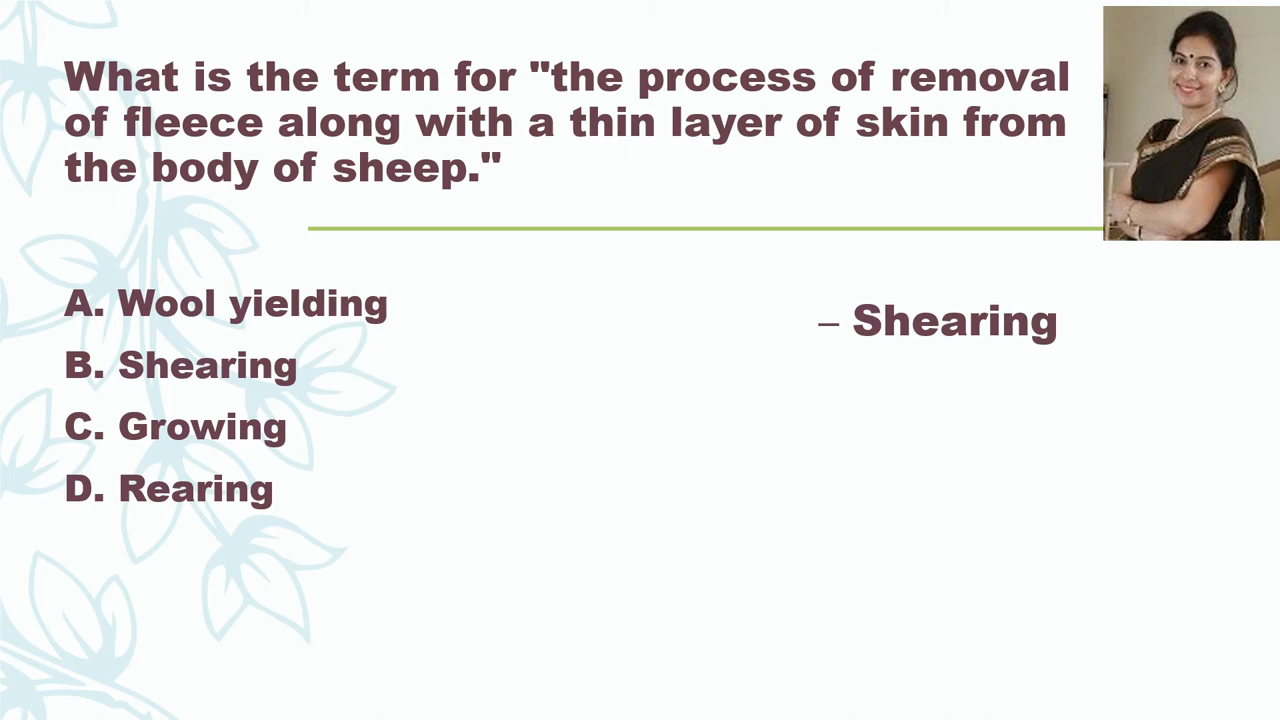 What is the term for "the process of removal
of fleece along with a thin layer of skin from
the body of sheep."
A. Wool yielding
B. Shearing
C. Growing
D. Rearing
– Shearing